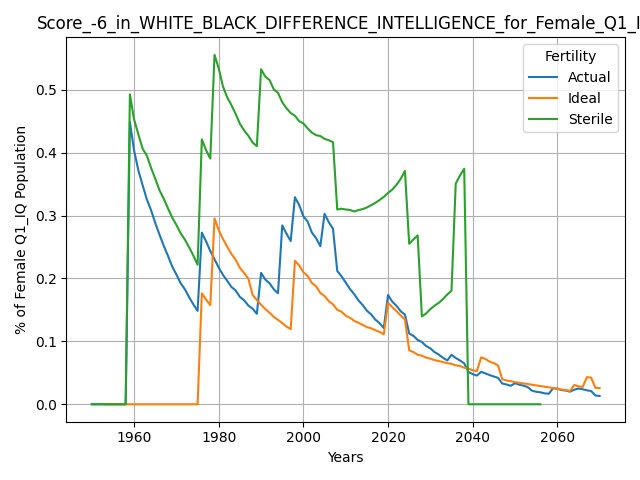 Score_-6_in_WHITE_BLACK_DIFFERENCE_INTELLIGENCE_for_Female_Q1_I
Fertility
Actual
Ideal
Sterile
% of Female Q1_IQ Population
0.5
0.4
0.3
0.2
0.1
0.0
1960 1980 2000 2020 2040 2060
Years